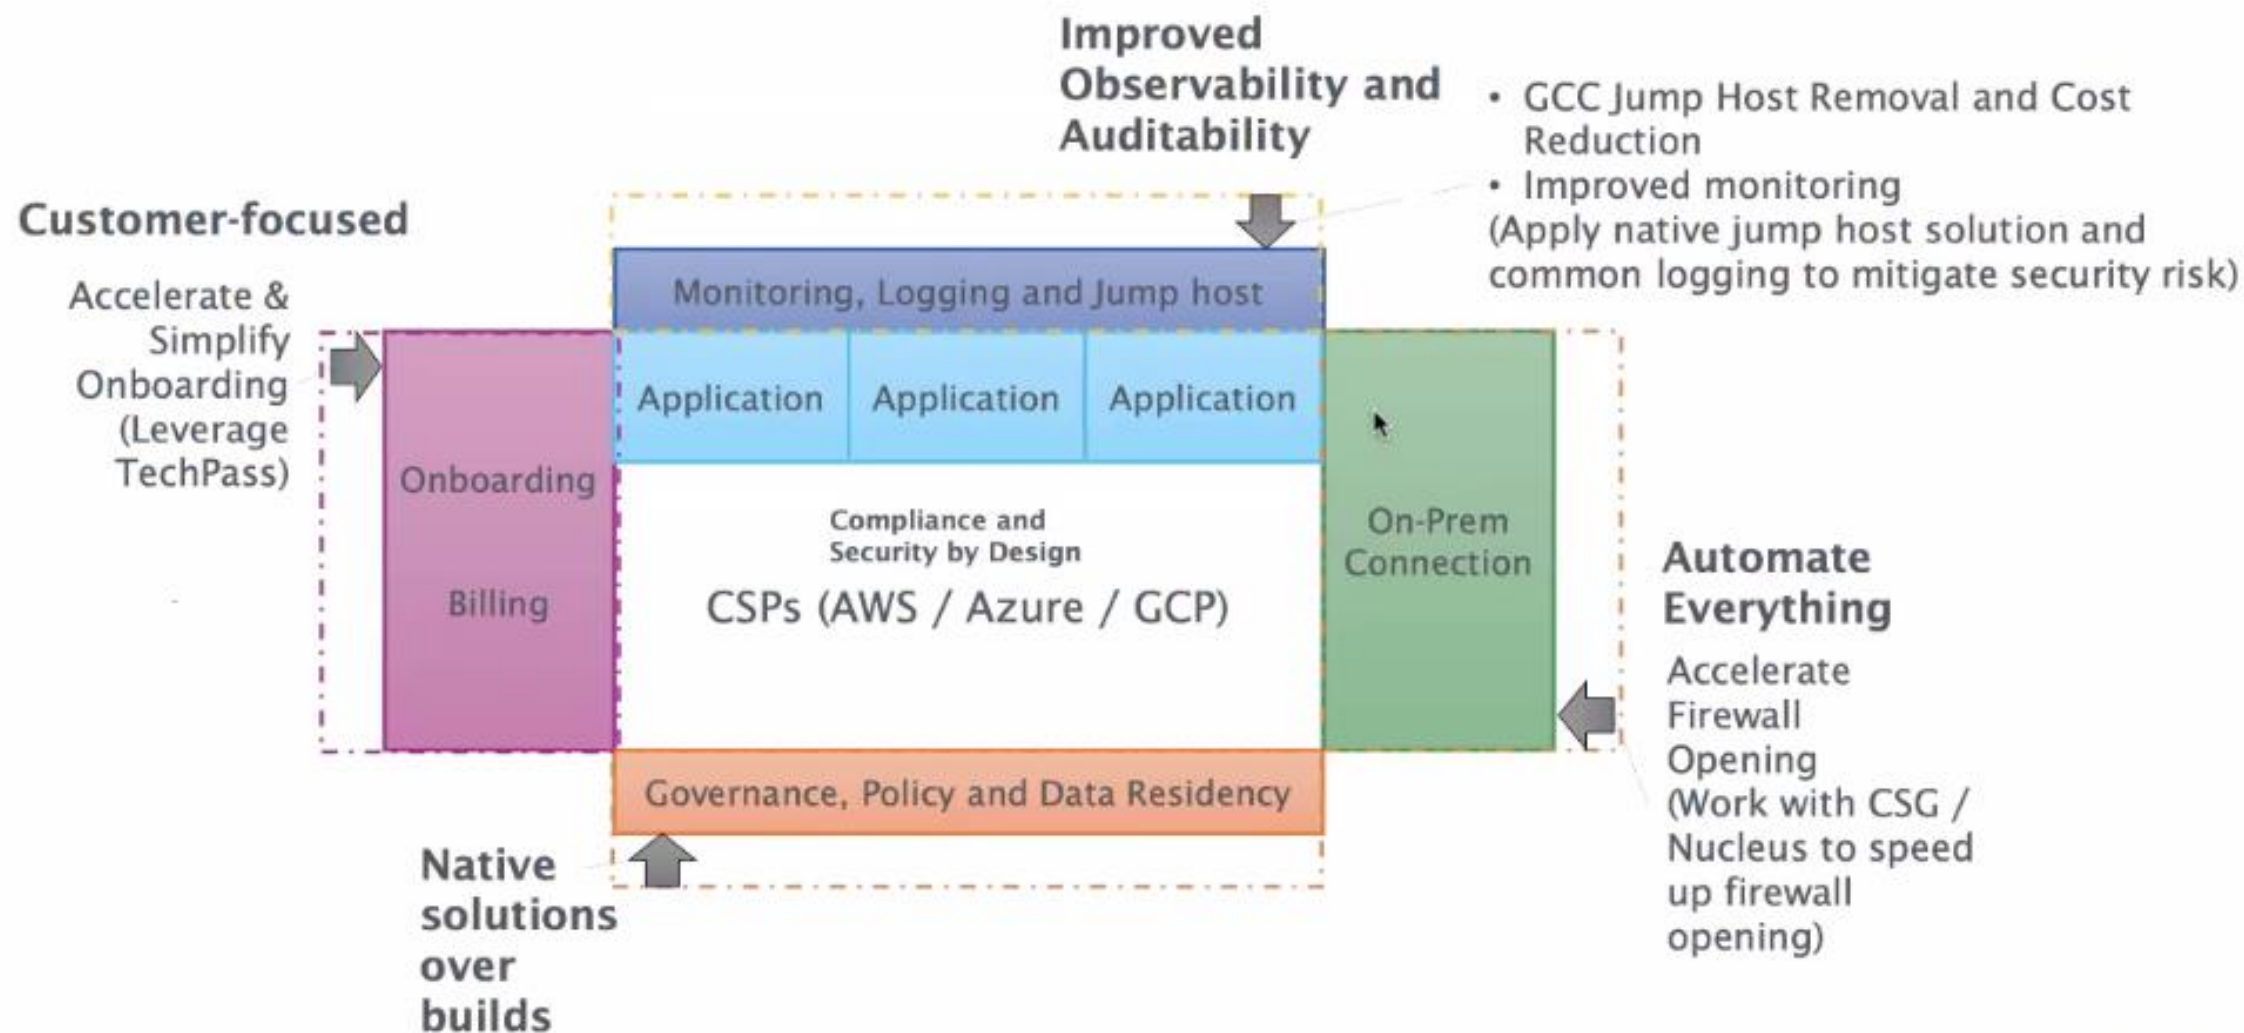 Improved
Observability and
Auditability
• GCC Jump Host Removal and Cost
Reduction
• Improved monitoring
(Apply native jump host solution and
common logging to mitigate security risk)
Customer-focused
Accelerate &
Simplify
Onboarding
(Leverage
TechPass)
Monitoring, Logging and Jump host
Application
Application
Application
Onboarding
Billing
Compliance and
Security by Design
CSPs (AWS / Azure / GCP)
On-Prem
Connection
Governance, Policy and Data Residency
Automate
Everything
Accelerate
Firewall
Opening
(Work with CSG /
Nucleus to speed
up firewall
opening)
Native
solutions
over
builds